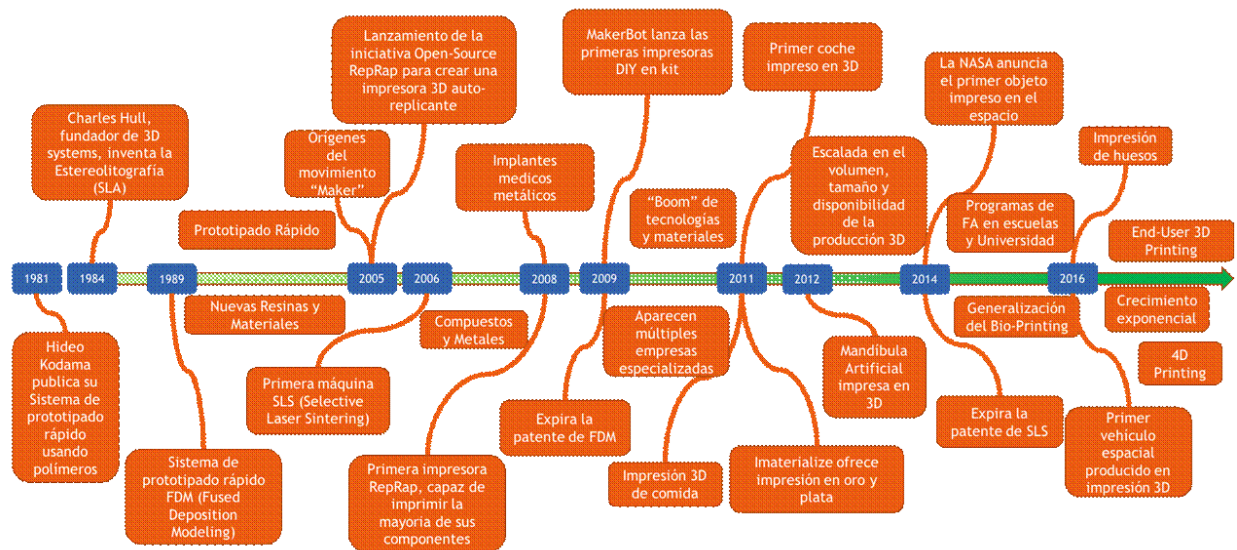 Lanzamiento de la
iniciativa Open-Source
RepRap para crear una
impresora 3D auto-
replicante
MakerBot lanza las
primeras impresoras
DIY en kit
Primer coche
impreso en 3D
La NASA anuncia
el primer objeto
impreso en el
espacio
Charles Hull,
fundador de 3D
systems, inventa la
Estereolitografía
(SLA)
Orígenes
del
movimiento
“Maker”
Implantes
medicos
metálicos
Escalada en el
volumen,
tamaño y
disponibilidad
de la
producción 3D
Impresión
de huesos
Prototipado Rápido
“Boom” de
tecnologías
y materiales
Programas de
FA en escuelas
y Universidad
End-User 3D
Printing
1981
1984
1989
2005
2006
2008
2009
2011
2012
2014
2016
Nuevas Resinas y
Materiales
Compuestos
y Metales
Aparecen
múltiples
empresas
especializadas
Generalización
del Bio-Printing
Crecimiento
exponencial
Hideo
Kodama
publica su
Sistema de
prototipado
rápido
usando
polímeros
Primera máquina
SLS (Selective
Laser Sintering)
Expira la
patente de FDM
Mandíbula
Artificial
impresa en
3D
4D
Printing
Expira la
patente de SLS
Primer
vehículo
espacial
producido en
impresión 3D
Sistema de
prototipado rápido
FDM (Fused
Deposition
Modeling)
Primera impresora
RepRap, capaz de
imprimir la
mayoria de sus
componentes
Impresión 3D
de comida
Imaterialize ofrece
impresión en oro y
plata